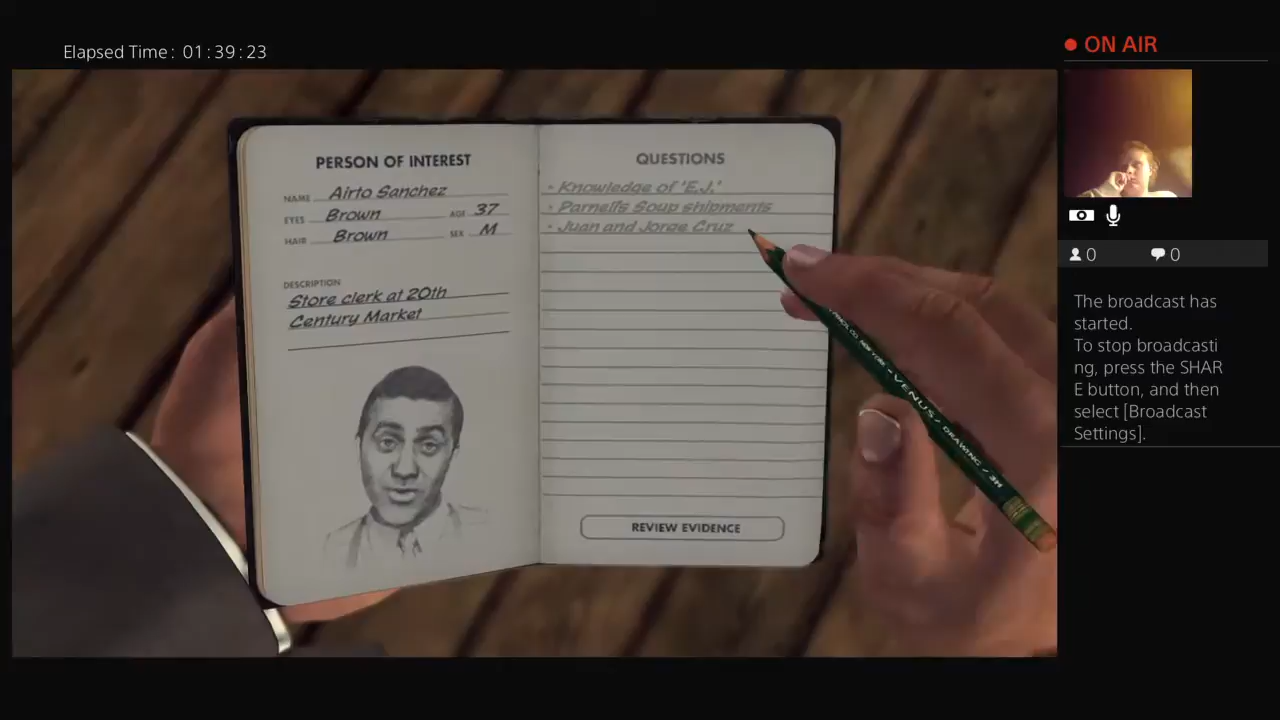 Elapsed Time: 01:39:23
ON AIR
0 0
The broadcast has
started.
To stop broadcasti
ng, press the SHAR
E button, and then
select [Broadcast
Settings].
PERSON OF INTEREST
NAME Airto Sanchez
EYES Brown AGE 37
HAIR Brown SEX M
DESCRIPTION
Store clerk at 20th
Century Market
QUESTIONS
• Knowledge of 'E.J.'
• Parnell's Soup shipments
• Juan and Jorge Cruz
REVIEW EVIDENCE
VENUS / DRAWING / 3H